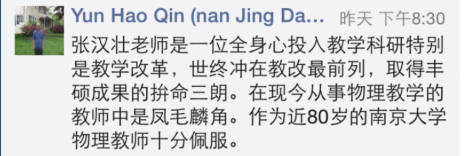 Yun Hao Qin (nan Jing Da... 昨天 下午8:30
张汉壮老师是一位全身心投入教学科研特别
是教学改革，世终冲在教改最前列，取得丰
硕成果的拚命三朗。在现今从事物理教学的
教师中是凤毛麟角。作为近80岁的南京大学
物理教师十分佩服。